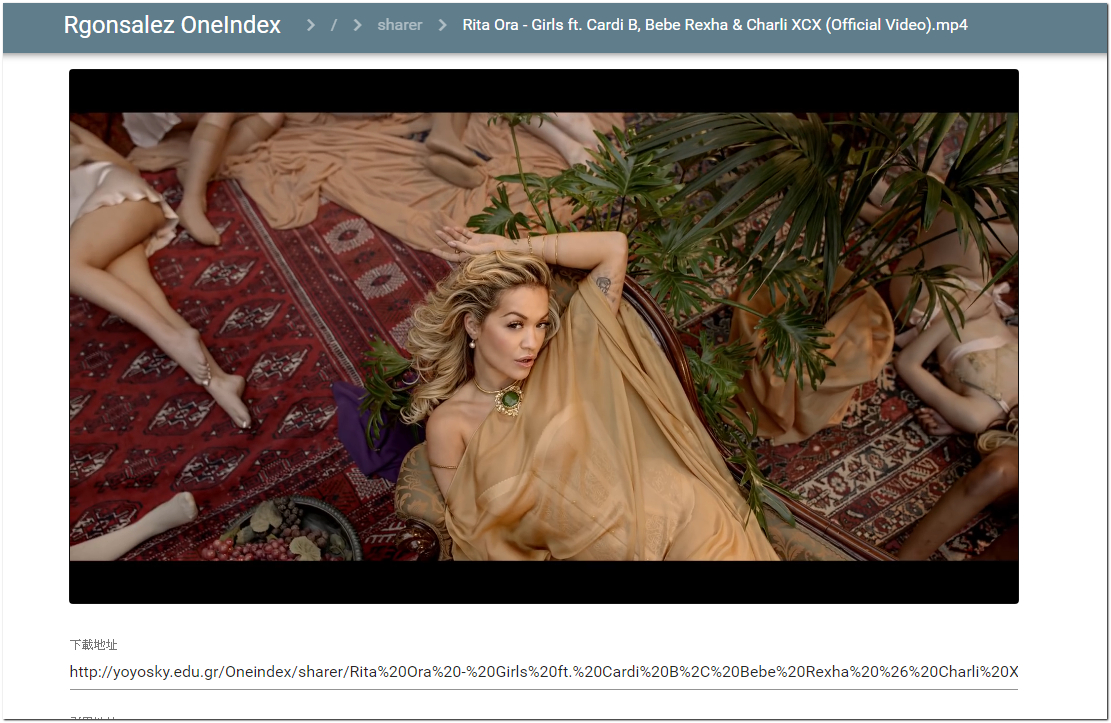 Rgonsalez OneIndex > / > sharer > Rita Ora - Girls ft. Cardi B, Bebe Rexha & Charli XCX (Official Video).mp4
下載地址
http://yoyosky.edu.gr/Oneindex/sharer/Rita%20Ora%20-%20Girls%20ft.%20Cardi%20B%2C%20Bebe%20Rexha%20%26%20Charli%20X